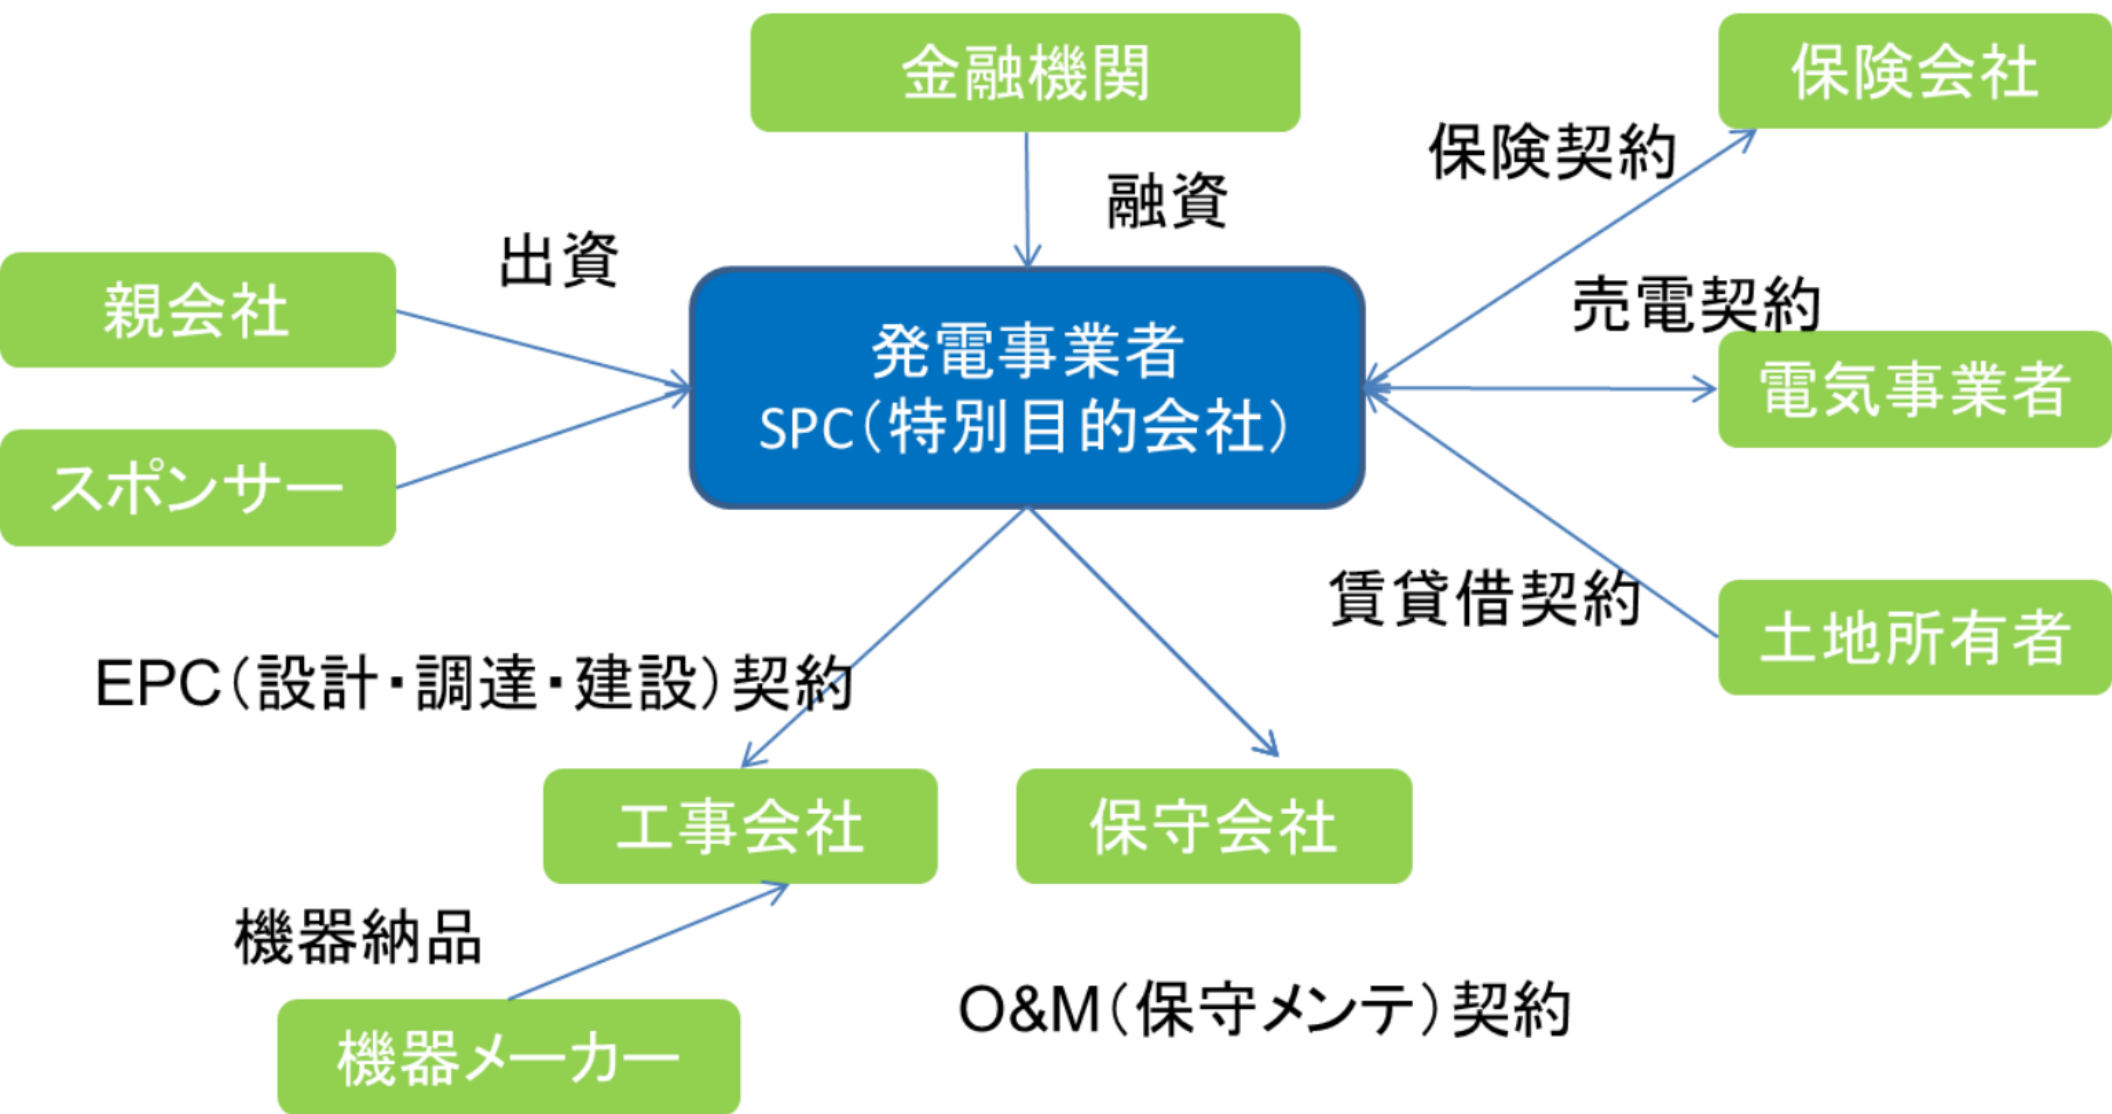 金融機関
保険会社
保険契約
融資
出資
親会社
売電契約
発電事業者
SPC（特別目的会社）
電気事業者
スポンサー
賃貸借契約
土地所有者
EPC（設計・調達・建設）契約
工事会社
保守会社
機器納品
O&M（保守メンテ）契約
機器メーカー